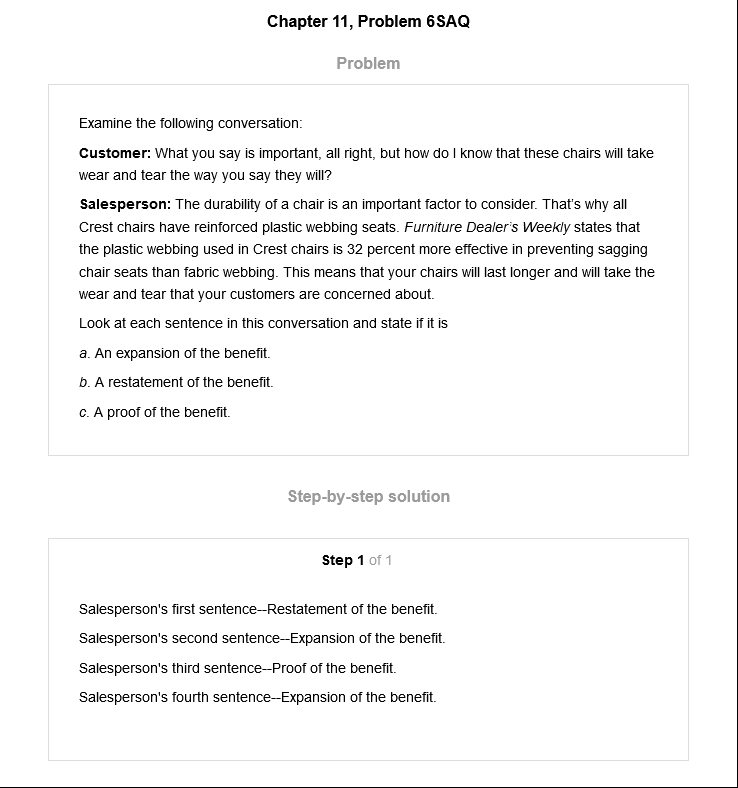 Chapter 11, Problem 6SAQ
Problem
Examine the following conversation:
Customer: What you say is important, all right, but how do I know that these chairs will take
wear and tear the way you say they will?
Salesperson: The durability of a chair is an important factor to consider. That's why all
Crest chairs have reinforced plastic webbing seats. Furniture Dealer's Weekly states that
the plastic webbing used in Crest chairs is 32 percent more effective in preventing sagging
chair seats than fabric webbing. This means that your chairs will last longer and will take the
wear and tear that your customers are concerned about.
Look at each sentence in this conversation and state if it is
a. An expansion of the benefit.
b. A restatement of the benefit.
c. A proof of the benefit.
Step-by-step solution
Step 1 of 1
Salesperson's first sentence--Restatement of the benefit.
Salesperson's second sentence--Expansion of the benefit.
Salesperson's third sentence--Proof of the benefit.
Salesperson's fourth sentence--Expansion of the benefit.